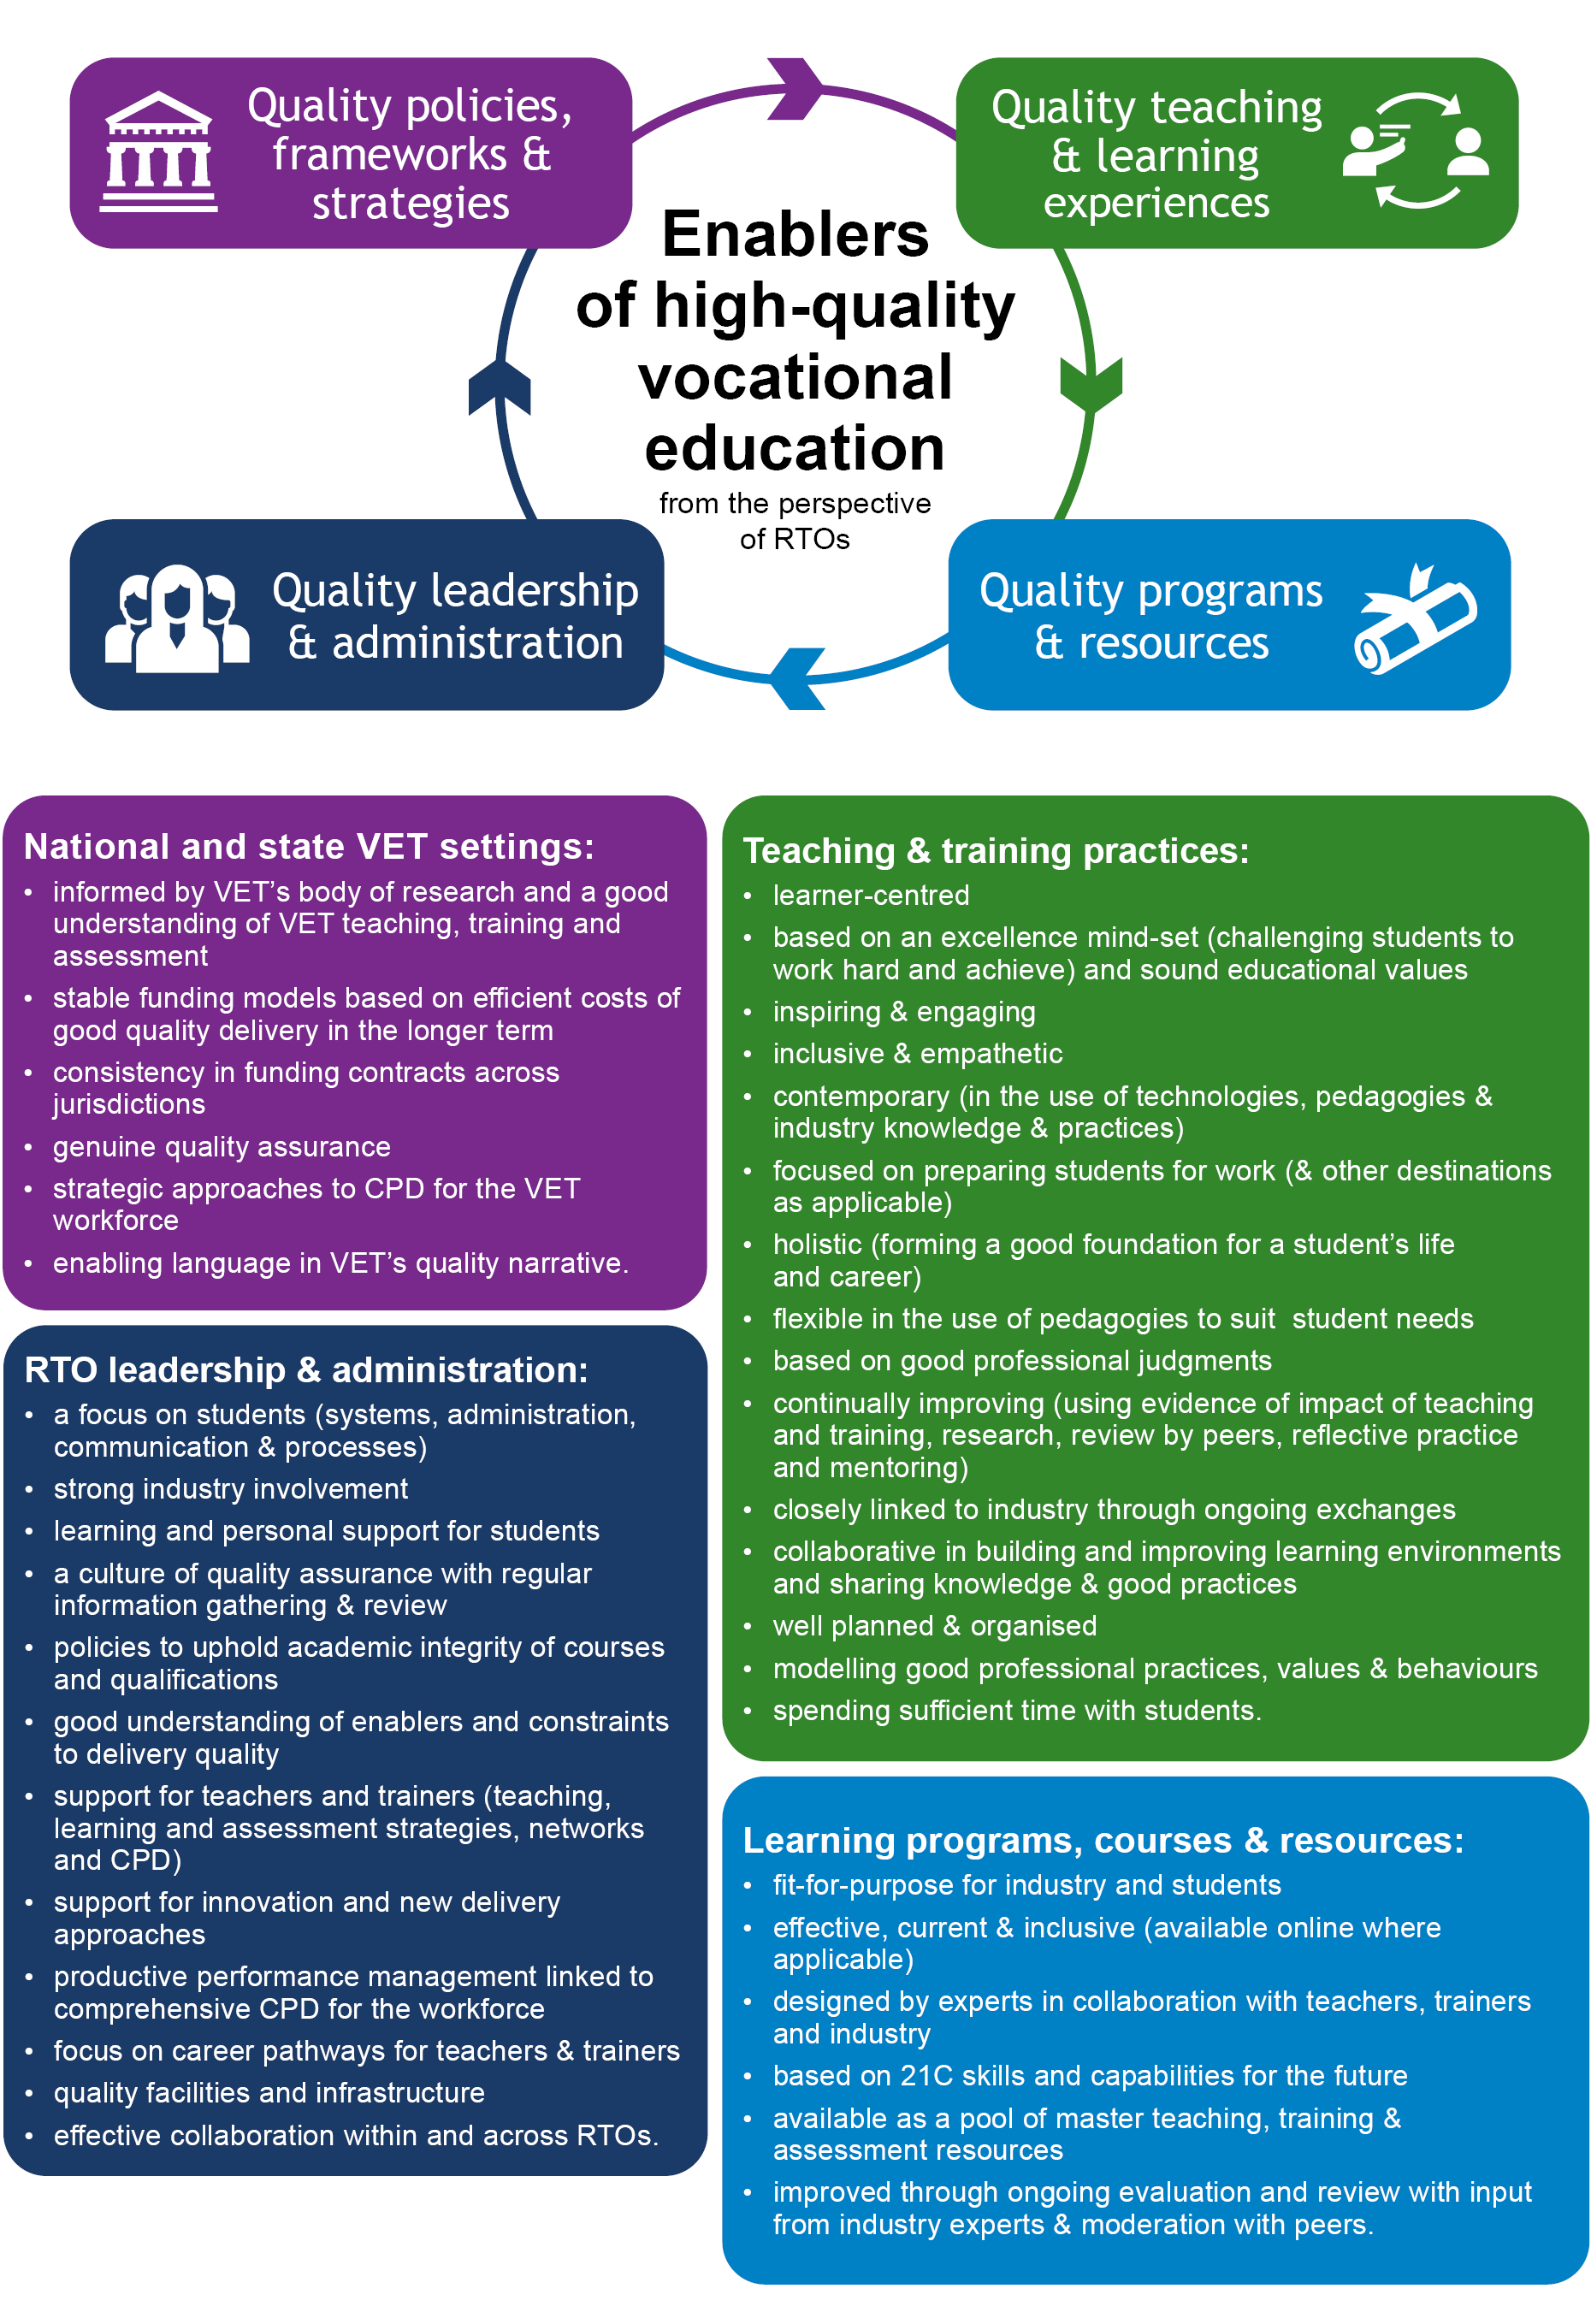 Quality policies,
frameworks &
strategies
Quality teaching
& learning
experiences
Enablers
of high-quality
vocational
education
from the perspective
of RTOs
Quality leadership
& administration
Quality programs
& resources
National and state VET settings:
• informed by VET’s body of research and a good
understanding of VET teaching, training and
assessment
• stable funding models based on efficient costs of
good quality delivery in the longer term
• consistency in funding contracts across
jurisdictions
• genuine quality assurance
• strategic approaches to CPD for the VET
workforce
• enabling language in VET’s quality narrative.
RTO leadership & administration:
• a focus on students (systems, administration,
communication & processes)
• strong industry involvement
• learning and personal support for students
• a culture of quality assurance with regular
information gathering & review
• policies to uphold academic integrity of courses
and qualifications
• good understanding of enablers and constraints
to delivery quality
• support for teachers and trainers (teaching,
learning and assessment strategies, networks
and CPD)
• support for innovation and new delivery
approaches
• productive performance management linked to
comprehensive CPD for the workforce
• focus on career pathways for teachers & trainers
• quality facilities and infrastructure
• effective collaboration within and across RTOs.
Teaching & training practices:
• learner-centred
• based on an excellence mind-set (challenging students to
work hard and achieve) and sound educational values
• inspiring & engaging
• inclusive & empathetic
• contemporary (in the use of technologies, pedagogies &
industry knowledge & practices)
• focused on preparing students for work (& other destinations
as applicable)
• holistic (forming a good foundation for a student’s life
and career)
• flexible in the use of pedagogies to suit  student needs
• based on good professional judgments
• continually improving (using evidence of impact of teaching
and training, research, review by peers, reflective practice
and mentoring)
• closely linked to industry through ongoing exchanges
• collaborative in building and improving learning environments
and sharing knowledge & good practices
• well planned & organised
• modelling good professional practices, values & behaviours
• spending sufficient time with students.
Learning programs, courses & resources:
• fit-for-purpose for industry and students
• effective, current & inclusive (available online where
applicable)
• designed by experts in collaboration with teachers, trainers
and industry
• based on 21C skills and capabilities for the future
• available as a pool of master teaching, training &
assessment resources
• improved through ongoing evaluation and review with input
from industry experts & moderation with peers.